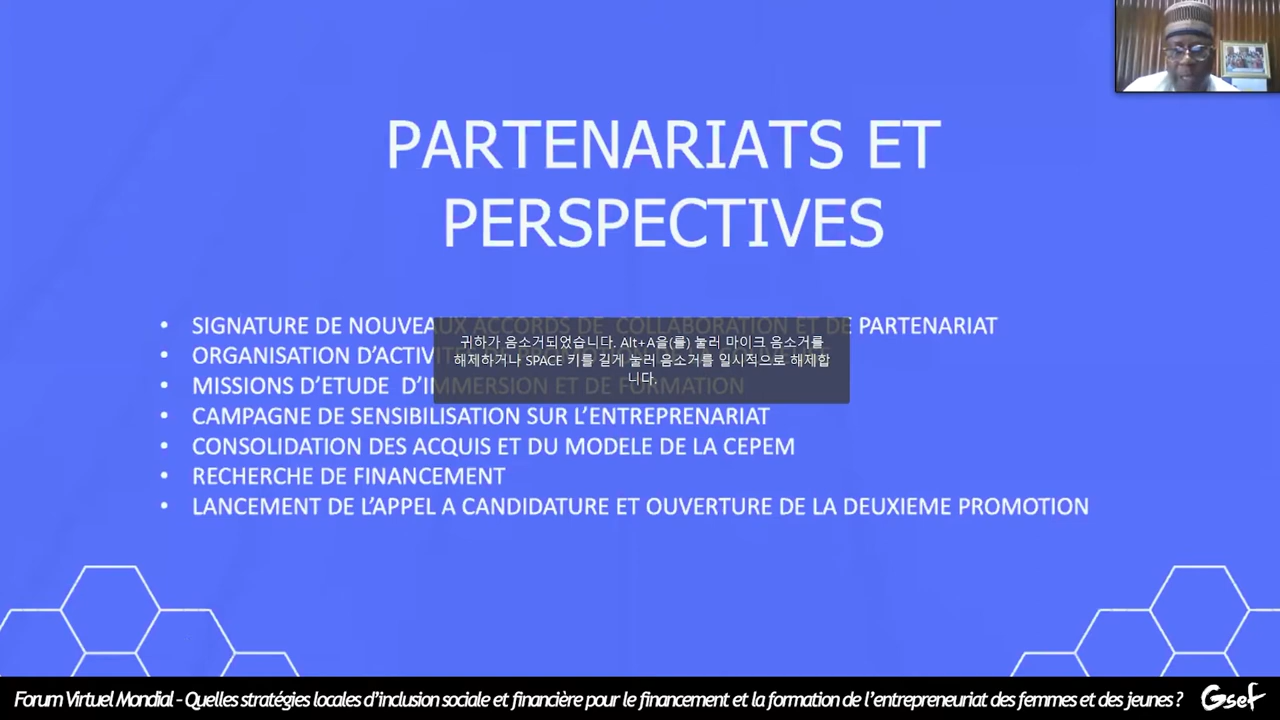 PARTENARIATS ET
PERSPECTIVES
• SIGNATURE DE NOUVEAUX ACCORDS DE COLLABORATION ET DE PARTENARIAT
• ORGANISATION D'ACTIV
• MISSIONS D'ETUDE D'IMMERSION ET DE FORMATION
• CAMPAGNE DE SENSIBILISATION SUR L'ENTREPRENARIAT
• CONSOLIDATION DES ACQUIS ET DU MODELE DE LA CEPEM
• RECHERCHE DE FINANCEMENT
• LANCEMENT DE L'APPEL A CANDIDATURE ET OUVERTURE DE LA DEUXIEME PROMOTION
귀하가 음소거되었습니다. Alt+A을(를) 눌러 마이크 음소거를
해제하거나 SPACE 키를 길게 눌러 음소거를 일시적으로 해제합
니다.
Forum Virtuel Mondial - Quelles stratégies locales d'inclusion sociale et financière pour le financement et la formation de l'entrepreneuriat des femmes et des jeunes ?
Gsef